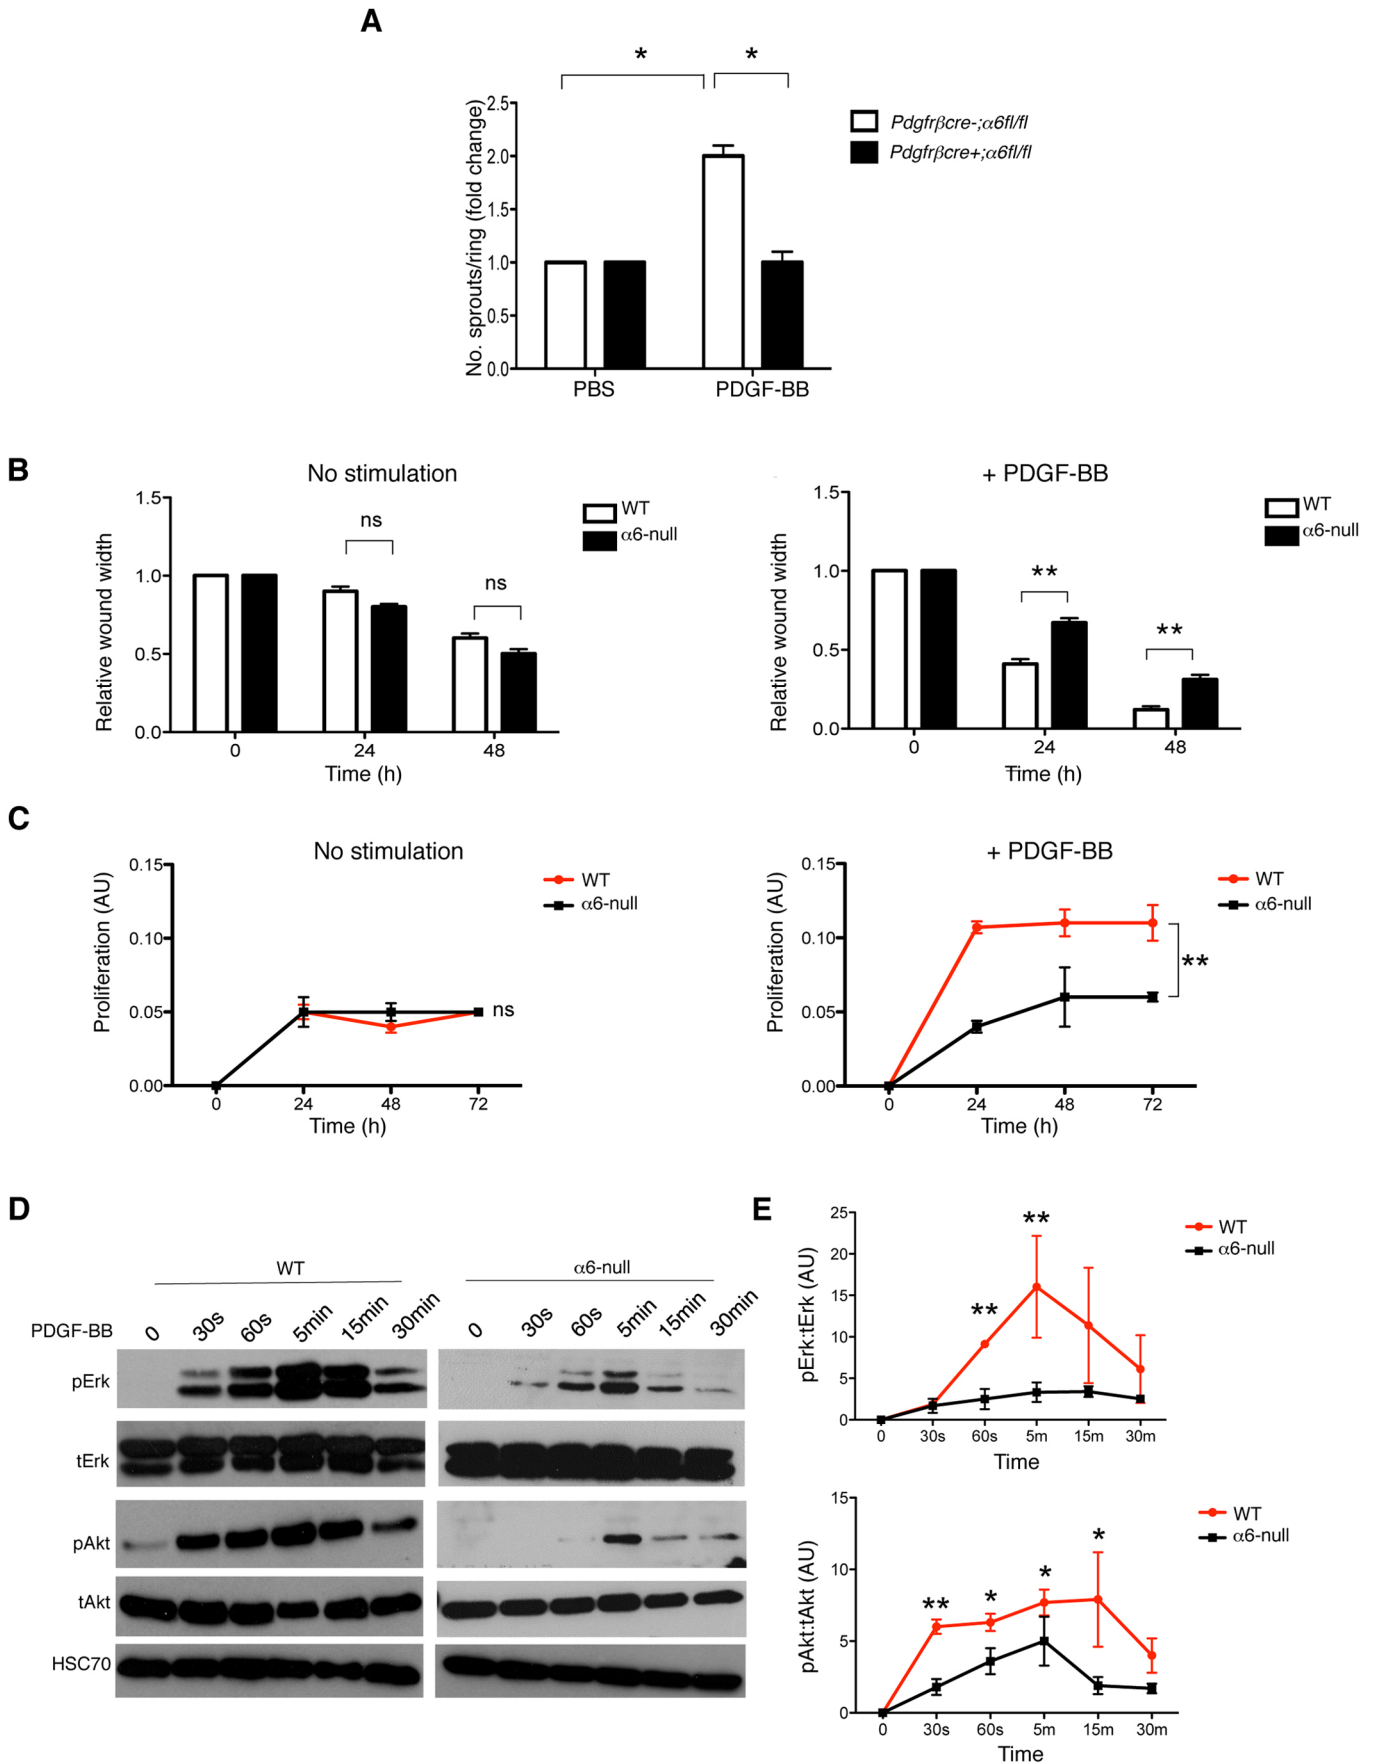 A
* *
No. sprouts/ring (fold change)
2.5
2.0
1.5
1.0
0.5
0.0
PBS PDGF-BB
Pdgfrβcre-;α6fl/fl
Pdgfrβcre+;α6fl/fl
B
No stimulation
Relative wound width
1.5
1.0
0.5
0.0
ns
ns
0 24 48
Time (h)
WT
α6-null
+ PDGF-BB
Relative wound width
1.5
1.0
0.5
0.0
**
**
0 24 48
Time (h)
WT
α6-null
C
No stimulation
Proliferation (AU)
0.15
0.10
0.05
0.00
ns
0 24 48 72
Time (h)
WT
α6-null
+ PDGF-BB
Proliferation (AU)
0.15
0.10
0.05
0.00
**
0 24 48 72
Time (h)
WT
α6-null
D
WT α6-null
PDGF-BB 0 30s 60s 5min 15min 30min 0 30s 60s 5min 15min 30min
pErk
tErk
pAkt
tAkt
HSC70
E
pErk:tErk (AU)
25
20
15
10
5
0
**
**
0 30s 60s 5m 15m 30m
Time
WT
α6-null
pAkt:tAkt (AU)
15
10
5
0
** * * *
0 30s 60s 5m 15m 30m
Time
WT
α6-null